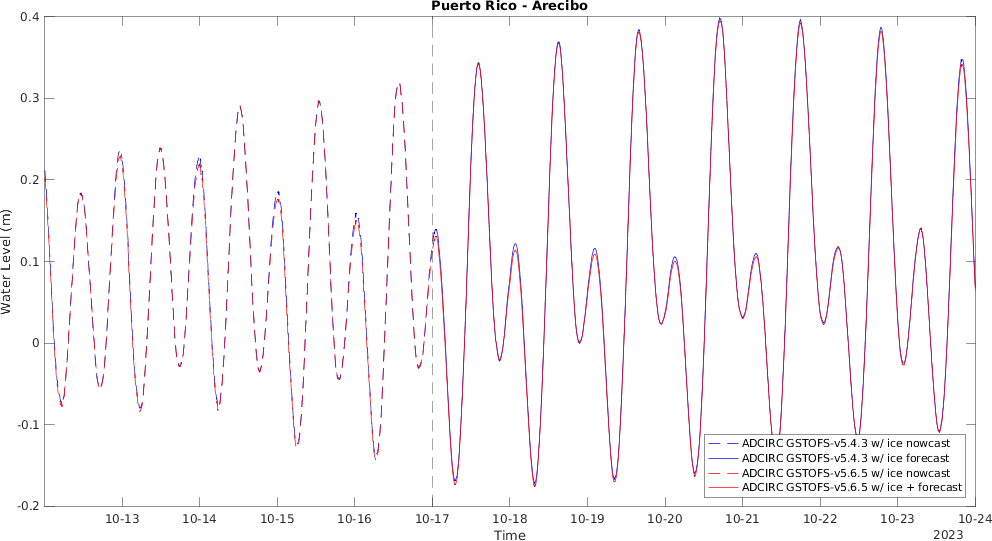 Puerto Rico - Arecibo
0.4
0.3
0.2
0.1
0
-0.1
-0.2
Water Level (m)
ADCIRC GSTOFS-v5.4.3 w/ ice nowcast
ADCIRC GSTOFS-v5.4.3 w/ ice forecast
ADCIRC GSTOFS-v5.6.5 w/ ice nowcast
ADCIRC GSTOFS-v5.6.5 w/ ice + forecast
10-13 10-14 10-15 10-16 10-17 10-18 10-19 10-20 10-21 10-22 10-23 10-24
Time
2023